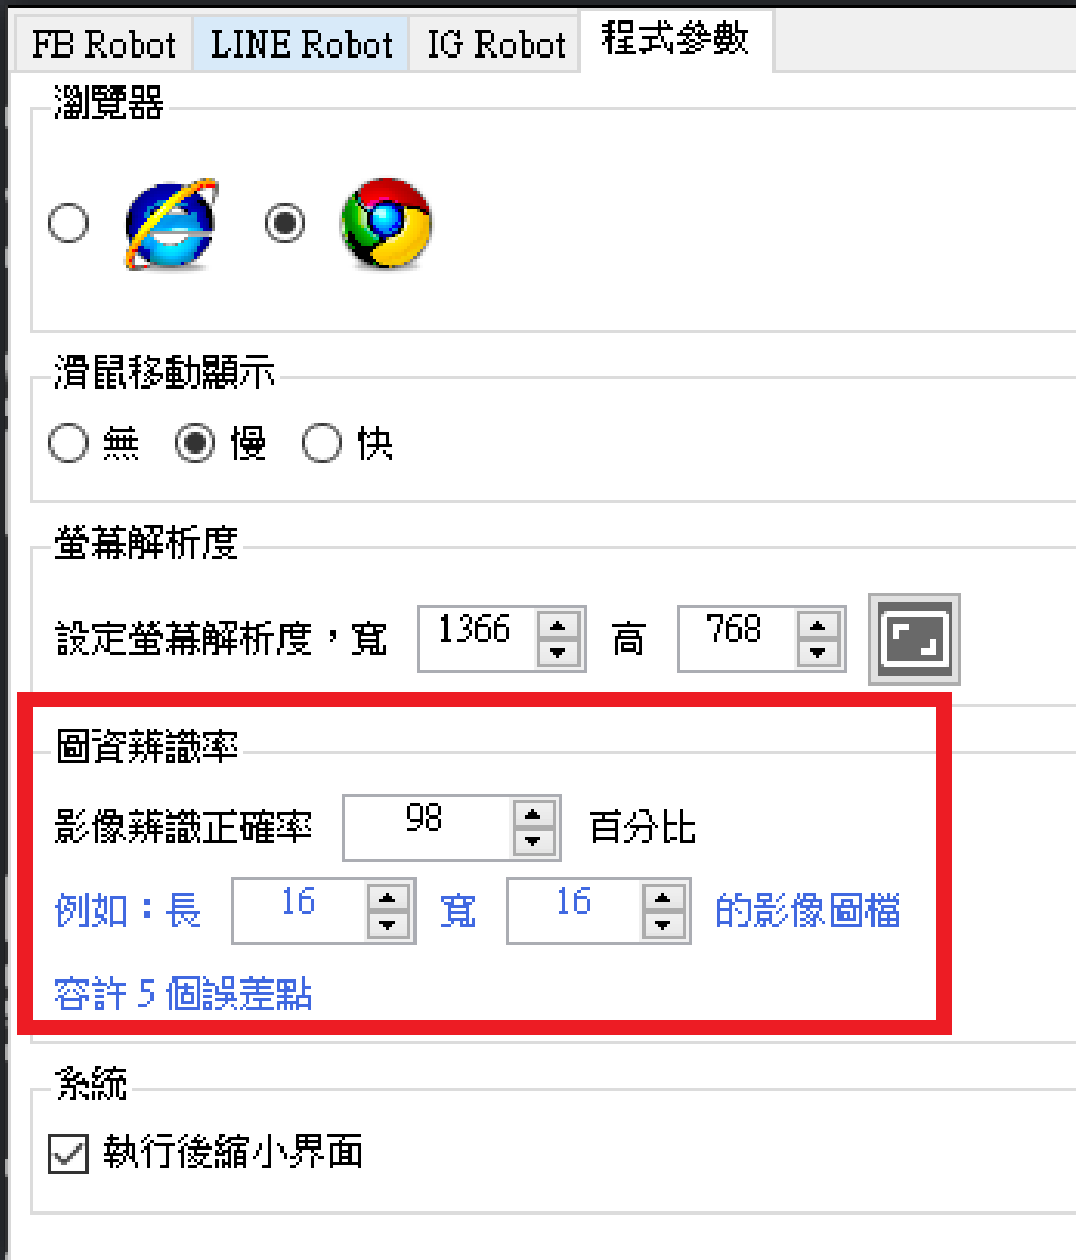 FB Robot LINE Robot IG Robot 程式參數
瀏覽器
滑鼠移動顯示
無 慢 快
螢幕解析度
設定螢幕解析度，寬 1366 高 768
圖資辨識率
影像辨識正確率 98 百分比
例如：長 16 寬 16 的影像圖檔
容許 5 個誤差點
系統
執行後縮小界面